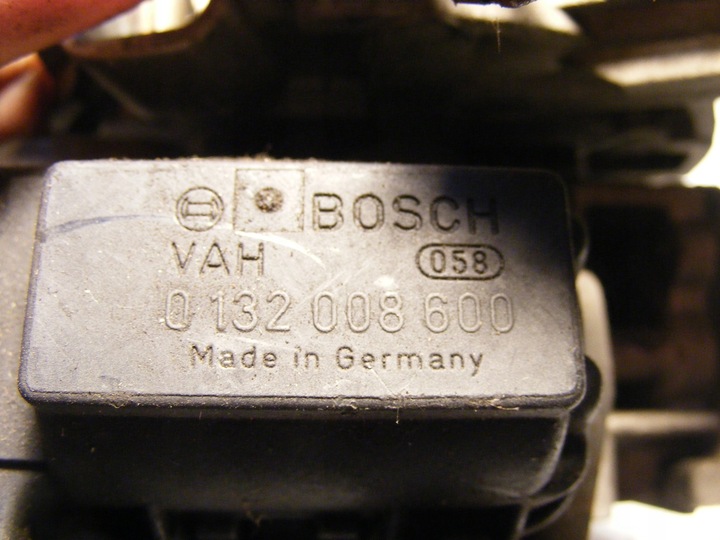 BOSCH
VAH 058
0 132 008 600
Made in Germany